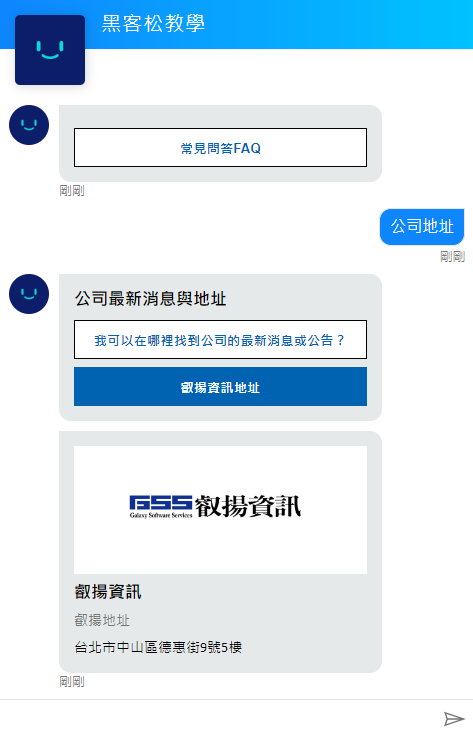 黑客松教學
常見問答FAQ
剛剛
公司地址
剛剛
公司最新消息與地址
我可以在哪裡找到公司的最新消息或公告？
叡揚資訊地址
GSS 叡揚資訊
Galaxy Software Services
叡揚資訊
叡揚地址
台北市中山區德惠街9號5樓
剛剛